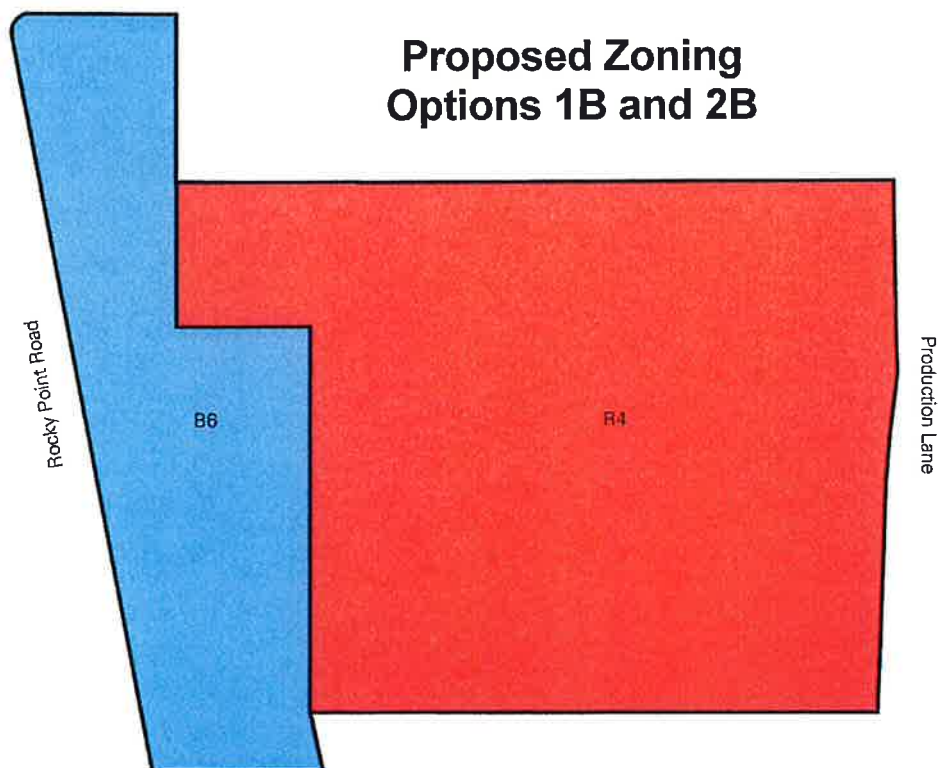 Proposed Zoning
Options 1B and 2B
Rocky Point Road
B6
R4
Production Lane